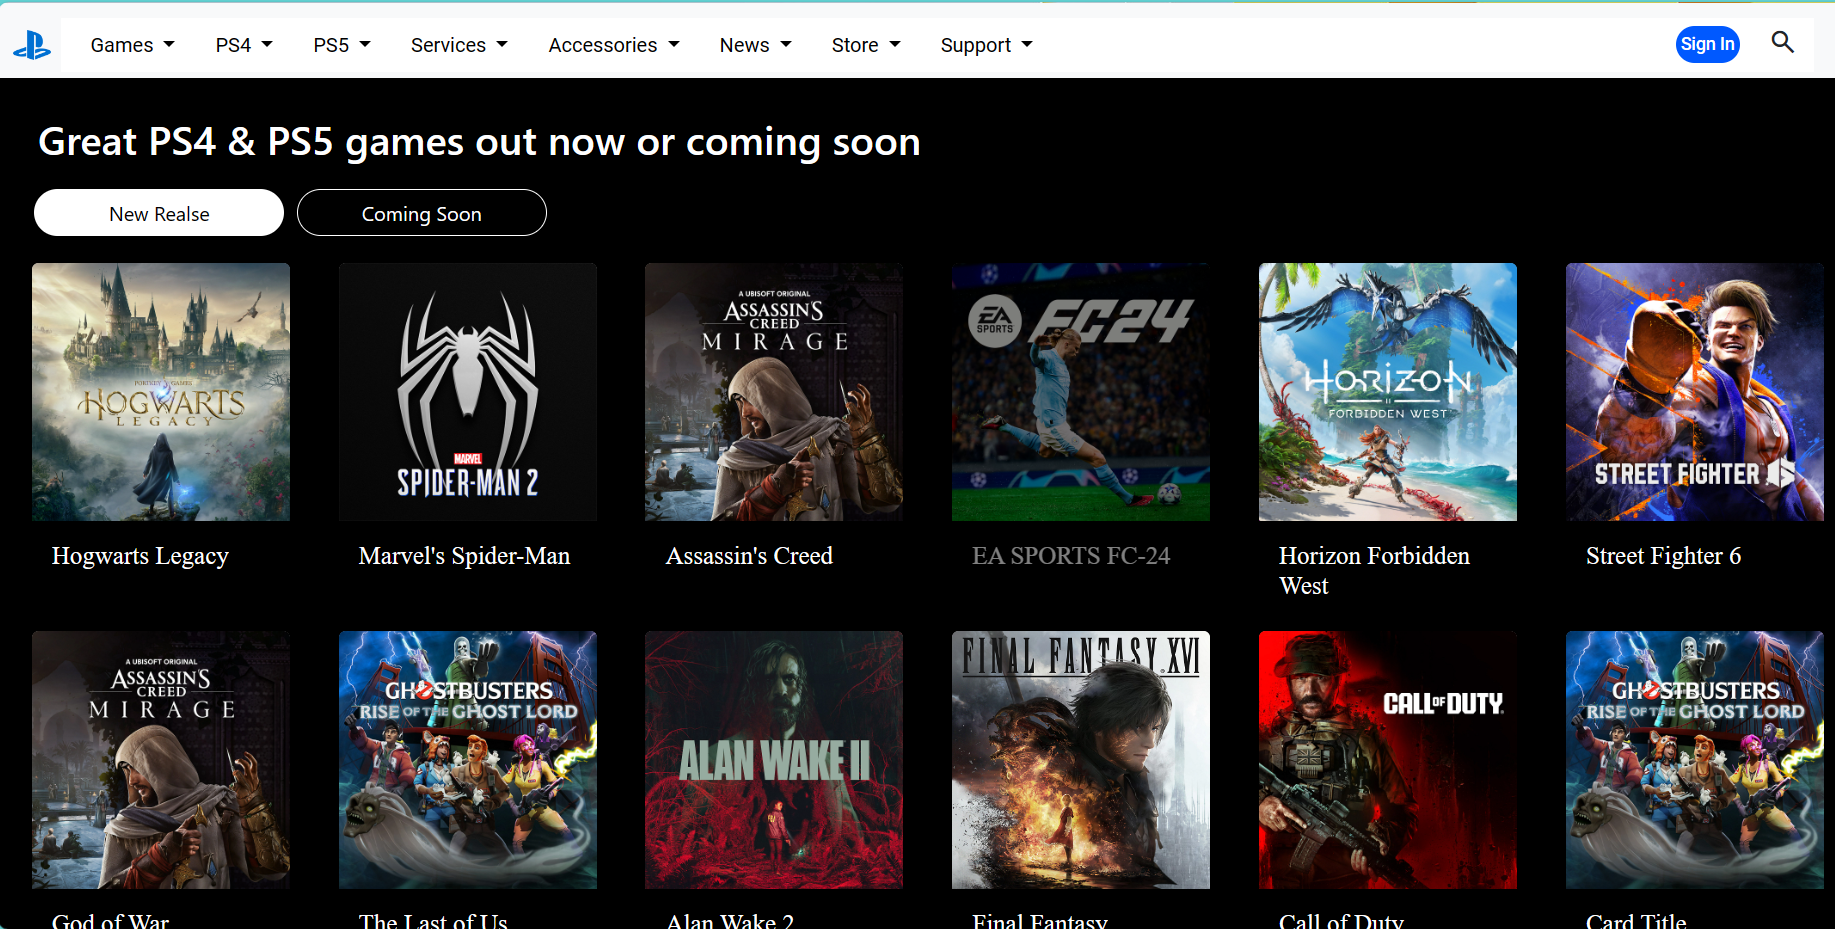 Games PS4 PS5 Services Accessories News Store Support Sign In
Great PS4 & PS5 games out now or coming soon
New Realse Coming Soon
FORTKEY GAMES
HOGWARTS
LEGACY
MARVEL
SPIDER-MAN 2
A UBISOFT ORIGINAL
ASSASSIN'S
CREED
MIRAGE
EA
SPORTS
FC24
HORIZON
II
FORBIDDEN WEST
STREET FIGHTER 6
Hogwarts Legacy
Marvel's Spider-Man
Assassin's Creed
EA SPORTS FC-24
Horizon Forbidden
West
Street Fighter 6
A UBISOFT ORIGINAL
ASSASSIN'S
CREED
MIRAGE
GHOSTBUSTERS
RISE OF THE GHOST LORD
ALAN WAKE II
FINAL FANTASY XVI
CALL OF DUTY
GHOSTBUSTERS
RISE OF THE GHOST LORD
God of War
The Last of Us
Alan Wake 2
Final Fantasy
Call of Duty
Card Title